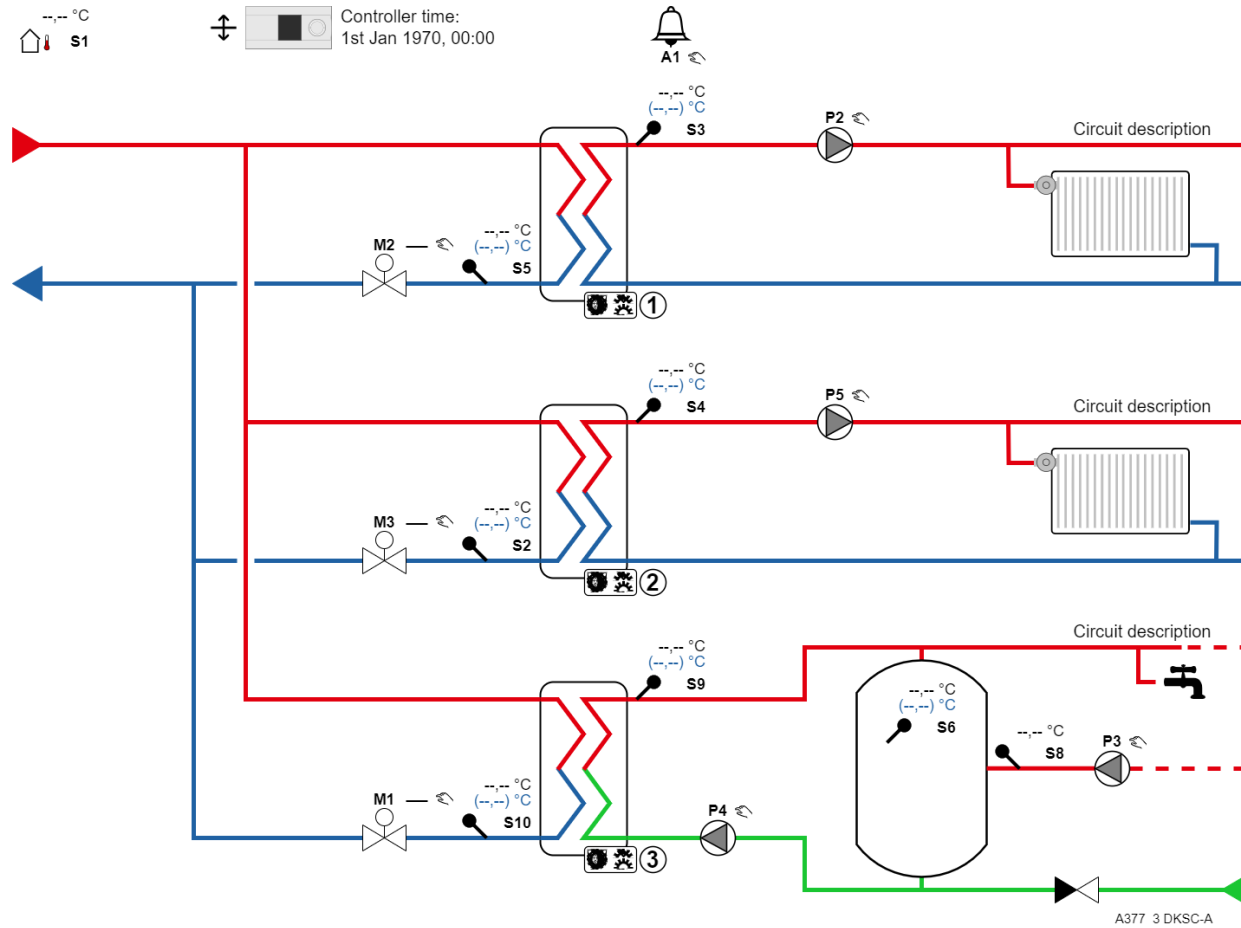 --,-- °C
S1
Controller time:
1st Jan 1970, 00:00
A1
--,-- °C
(--,--) °C
S3
P2
Circuit description
M2
--,-- °C
(--,--) °C
S5
1
--,-- °C
(--,--) °C
S4
P5
Circuit description
M3
--,-- °C
(--,--) °C
S2
2
--,-- °C
(--,--) °C
S9
Circuit description
--,-- °C
(--,--) °C
S6
--,-- °C
S8
P3
M1
--,-- °C
(--,--) °C
S10
P4
3
A377 3 DKSC-A